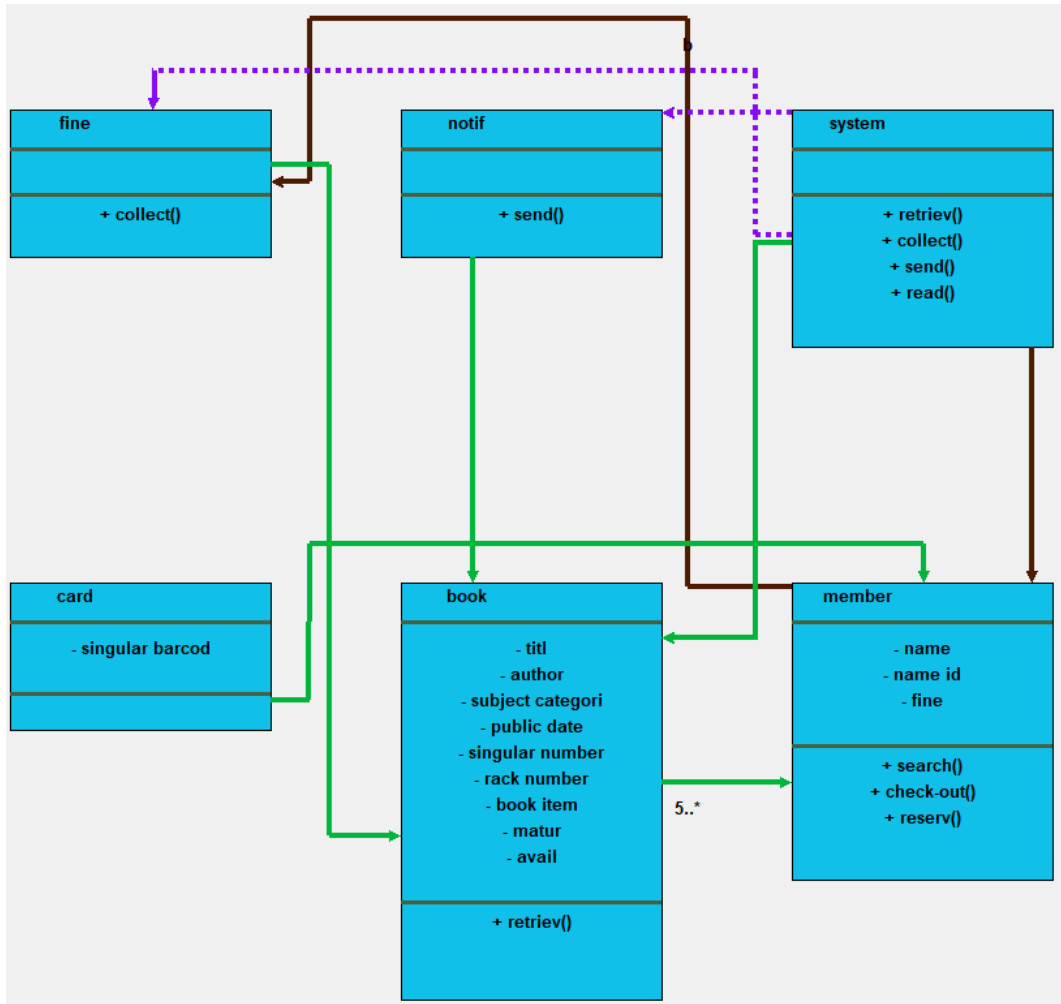 b
fine
+ collect()
notif
+ send()
system
+ retriev()
+ collect()
+ send()
+ read()
card
- singular barcod
book
- titl
- author
- subject categori
- public date
- singular number
- rack number
- book item
- matur
- avail
+ retriev()
5..*
member
- name
- name id
- fine
+ search()
+ check-out()
+ reserv()